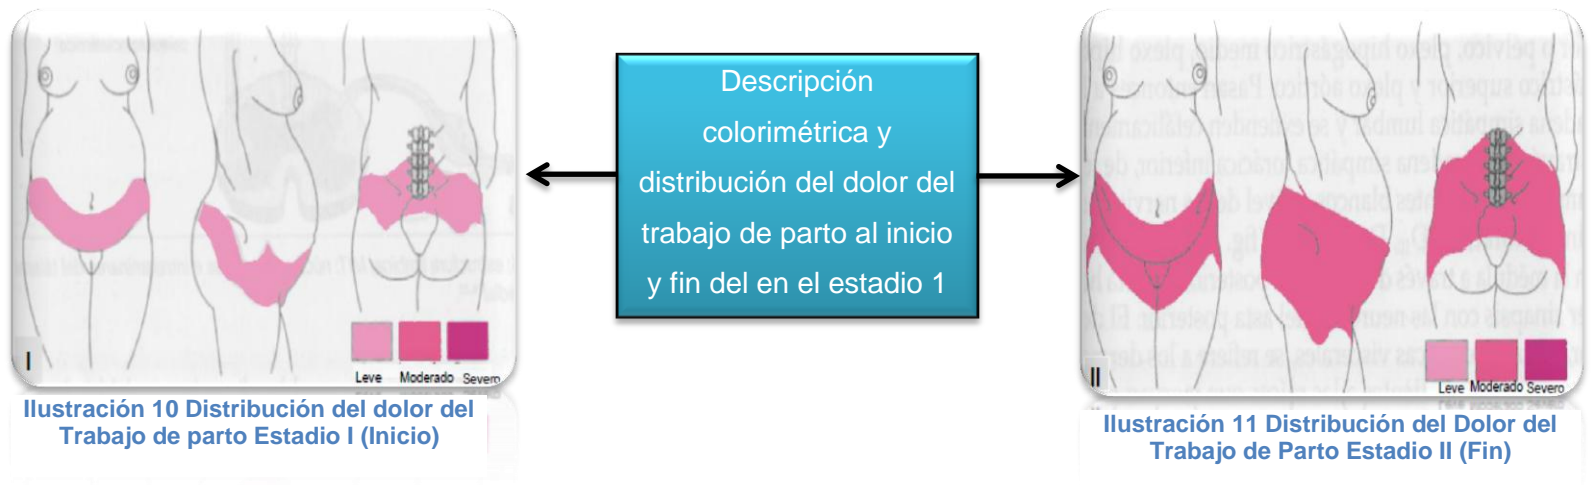 I
Leve Moderado Severo
Ilustración 10 Distribución del dolor del
Trabajo de parto Estadio I (Inicio)
Descripción
colorimétrica y
distribución del dolor del
trabajo de parto al inicio
y fin del en el estadio 1
II
Leve Moderado Severo
Ilustración 11 Distribución del Dolor del
Trabajo de Parto Estadio II (Fin)